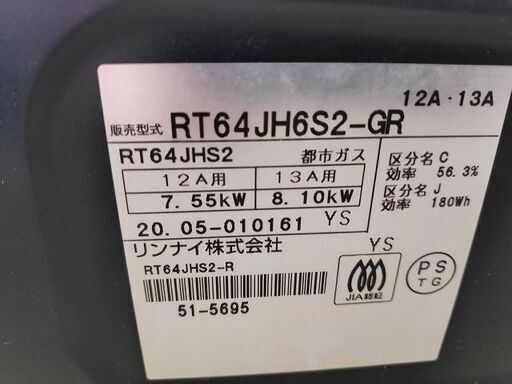 12A・13A
販売型式 RT64JH6S2-GR
RT64JHS2 都市ガス
12A用 13A用
7.55kW 8.10kW
区分名 C
効率 56.3%
区分名 J
効率 180Wh
20.05-010161 YS
リンナイ株式会社
YS
RT64JHS2-R
51-5695
JIA認証
PS
TG